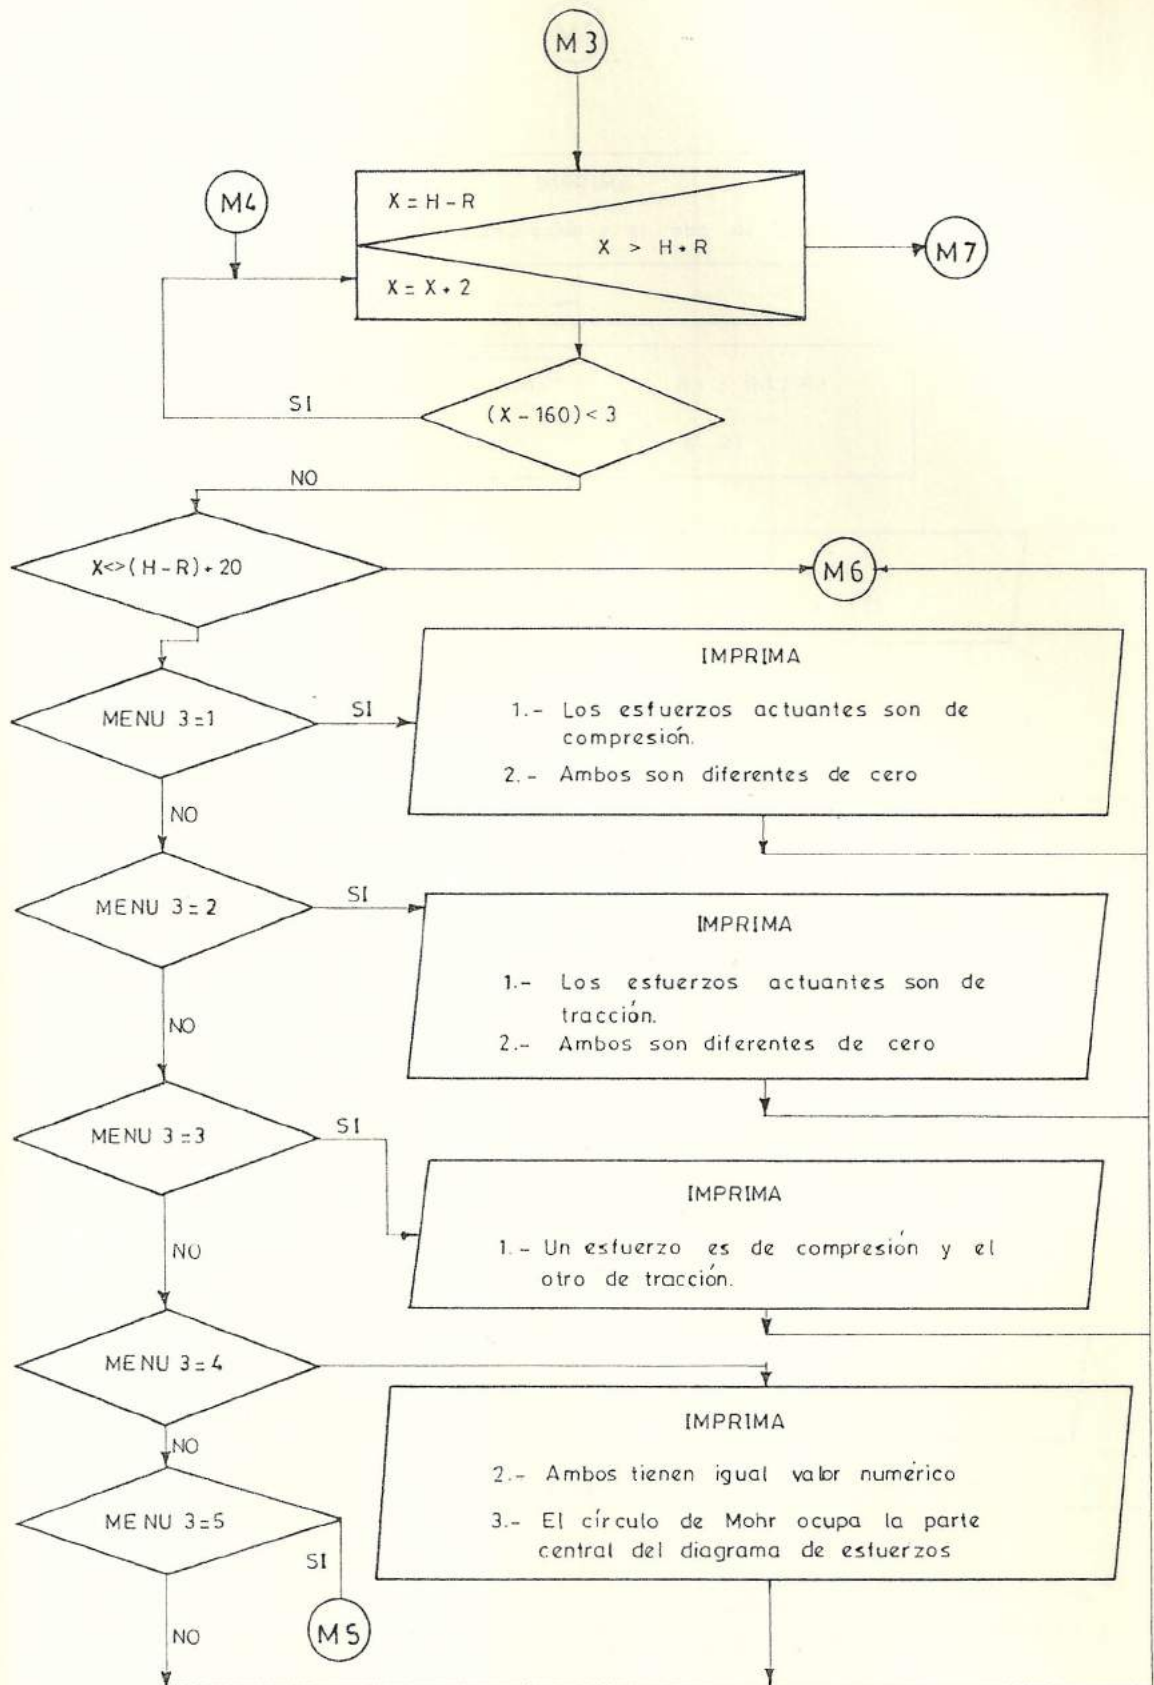 M3
M4
X = H - R
X > H + R
M7
X = X + 2
SI
(X - 160) < 3
NO
X<>(H-R)+20
M6
IMPRIMA
MENU 3=1
SI
1.- Los esfuerzos actuantes son de
compresión.
2.- Ambos son diferentes de cero
NO
MENU 3=2
SI
IMPRIMA
1.- Los esfuerzos actuantes son de
tracción.
2.- Ambos son diferentes de cero
NO
MENU 3=3
SI
IMPRIMA
1.- Un esfuerzo es de compresión y el
otro de tracción.
NO
MENU 3=4
IMPRIMA
NO
2.- Ambos tienen igual valor numérico
MENU 3=5
3.- El círculo de Mohr ocupa la parte
central del diagrama de esfuerzos
SI
NO
M5